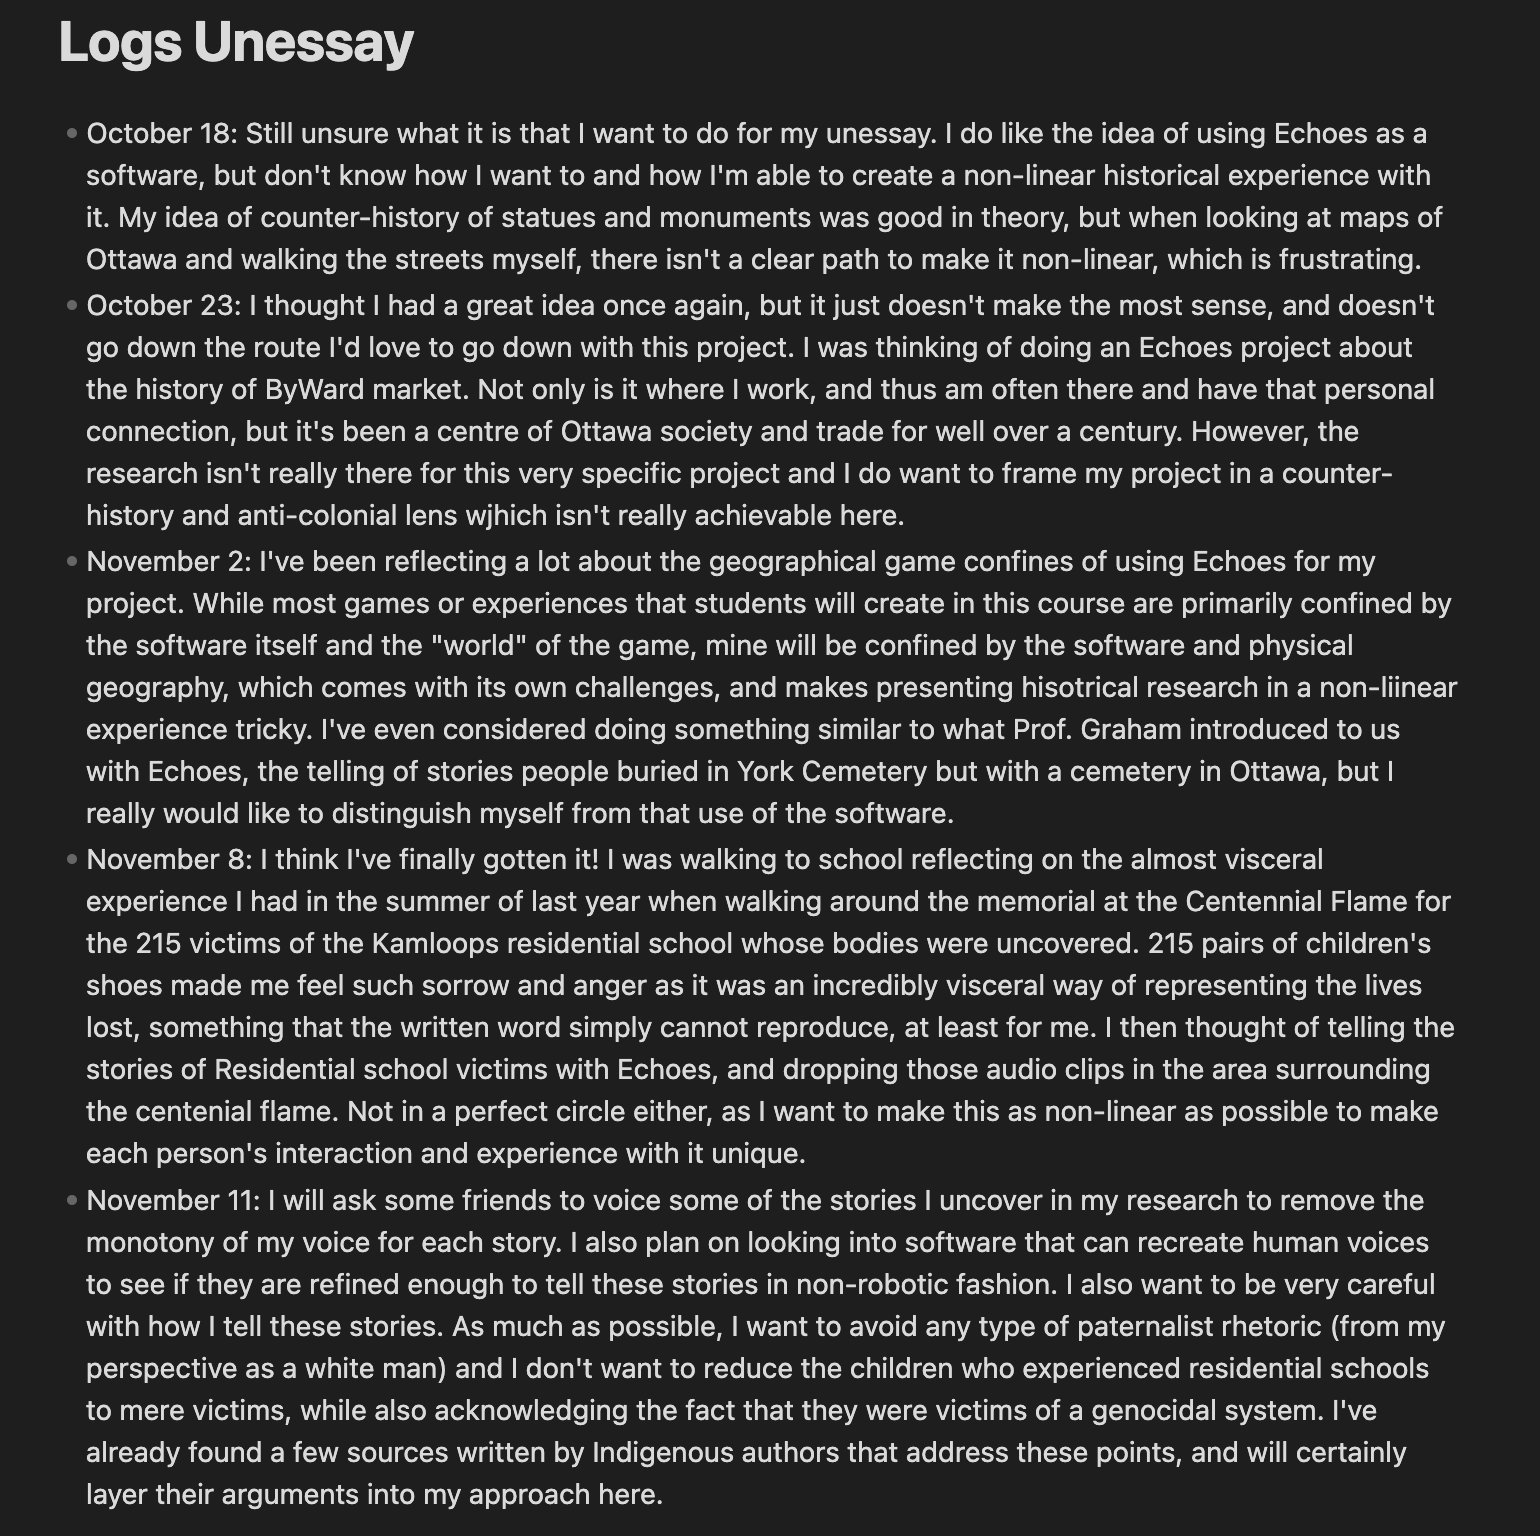 Logs Unessay
October 18: Still unsure what it is that I want to do for my unessay. I do like the idea of using Echoes as a
software, but don't know how I want to and how I'm able to create a non-linear historical experience with
it. My idea of counter-history of statues and monuments was good in theory, but when looking at maps of
Ottawa and walking the streets myself, there isn't a clear path to make it non-linear, which is frustrating.
October 23: I thought I had a great idea once again, but it just doesn't make the most sense, and doesn't
go down the route I'd love to go down with this project. I was thinking of doing an Echoes project about
the history of ByWard market. Not only is it where I work, and thus am often there and have that personal
connection, but it's been a centre of Ottawa society and trade for well over a century. However, the
research isn't really there for this very specific project and I do want to frame my project in a counter-
history and anti-colonial lens wjhich isn't really achievable here.
November 2: I've been reflecting a lot about the geographical game confines of using Echoes for my
project. While most games or experiences that students will create in this course are primarily confined by
the software itself and the "world" of the game, mine will be confined by the software and physical
geography, which comes with its own challenges, and makes presenting hisotrical research in a non-liinear
experience tricky. I've even considered doing something similar to what Prof. Graham introduced to us
with Echoes, the telling of stories people buried in York Cemetery but with a cemetery in Ottawa, but I
really would like to distinguish myself from that use of the software.
November 8: I think I've finally gotten it! I was walking to school reflecting on the almost visceral
experience I had in the summer of last year when walking around the memorial at the Centennial Flame for
the 215 victims of the Kamloops residential school whose bodies were uncovered. 215 pairs of children's
shoes made me feel such sorrow and anger as it was an incredibly visceral way of representing the lives
lost, something that the written word simply cannot reproduce, at least for me. I then thought of telling the
stories of Residential school victims with Echoes, and dropping those audio clips in the area surrounding
the centenial flame. Not in a perfect circle either, as I want to make this as non-linear as possible to make
each person's interaction and experience with it unique.
November 11: I will ask some friends to voice some of the stories I uncover in my research to remove the
monotony of my voice for each story. I also plan on looking into software that can recreate human voices
to see if they are refined enough to tell these stories in non-robotic fashion. I also want to be very careful
with how I tell these stories. As much as possible, I want to avoid any type of paternalist rhetoric (from my
perspective as a white man) and I don't want to reduce the children who experienced residential schools
to mere victims, while also acknowledging the fact that they were victims of a genocidal system. I've
already found a few sources written by Indigenous authors that address these points, and will certainly
layer their arguments into my approach here.